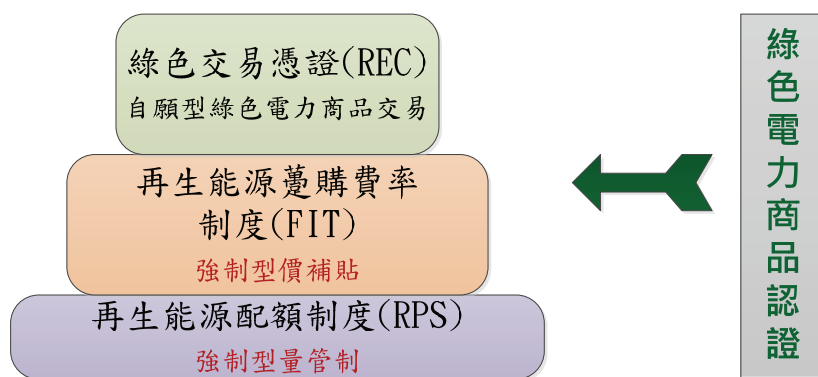 綠色交易憑證(REC)
自願型綠色電力商品交易
再生能源躉購費率
制度(FIT)
強制型價補貼
再生能源配額制度(RPS)
強制型量管制
綠色電力商品認證